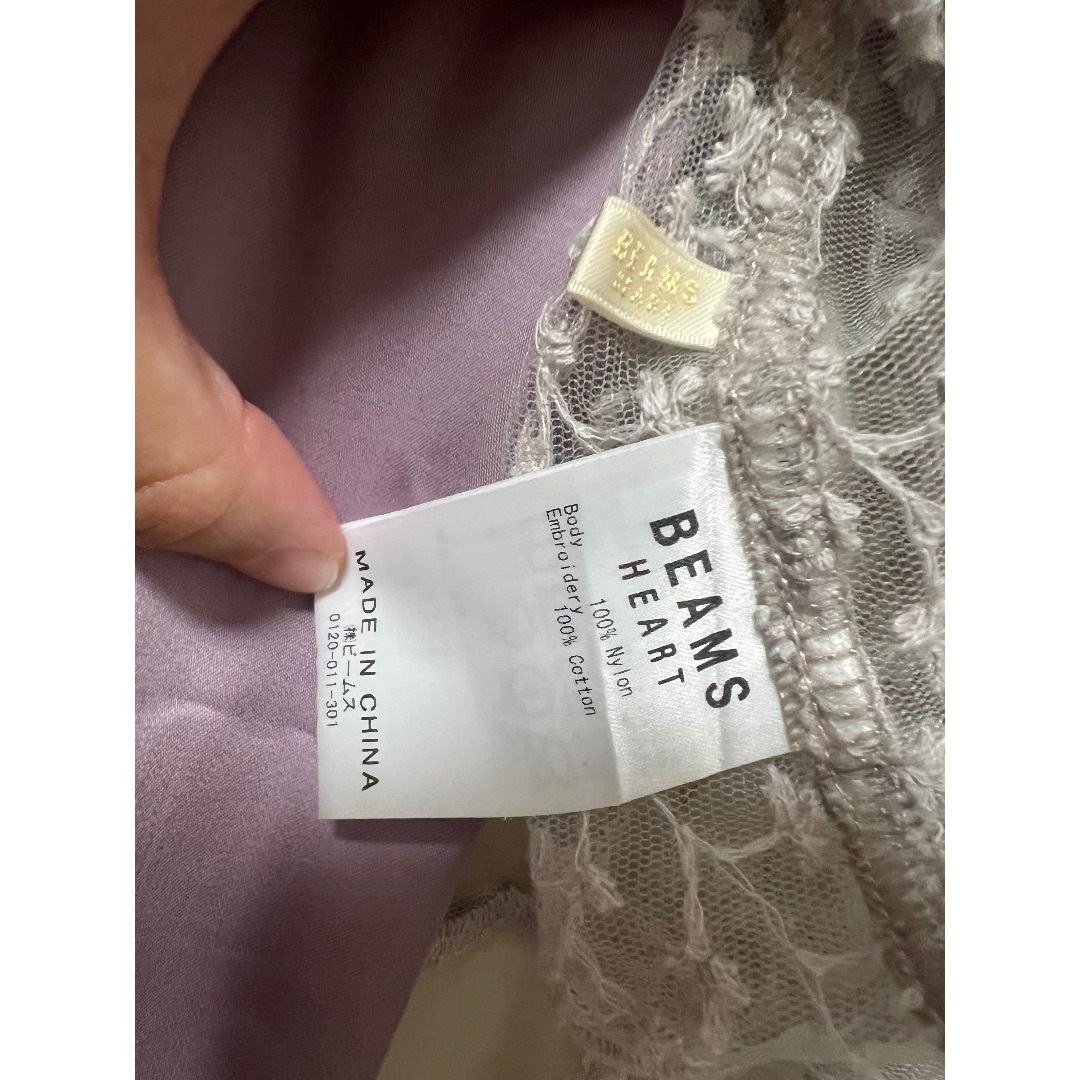 BEAMS
HEART
BEAMS
HEART
Body 100% Nylon
Embroidery 100% Cotton
MADE IN CHINA
㈱ビームス
0120-011-301